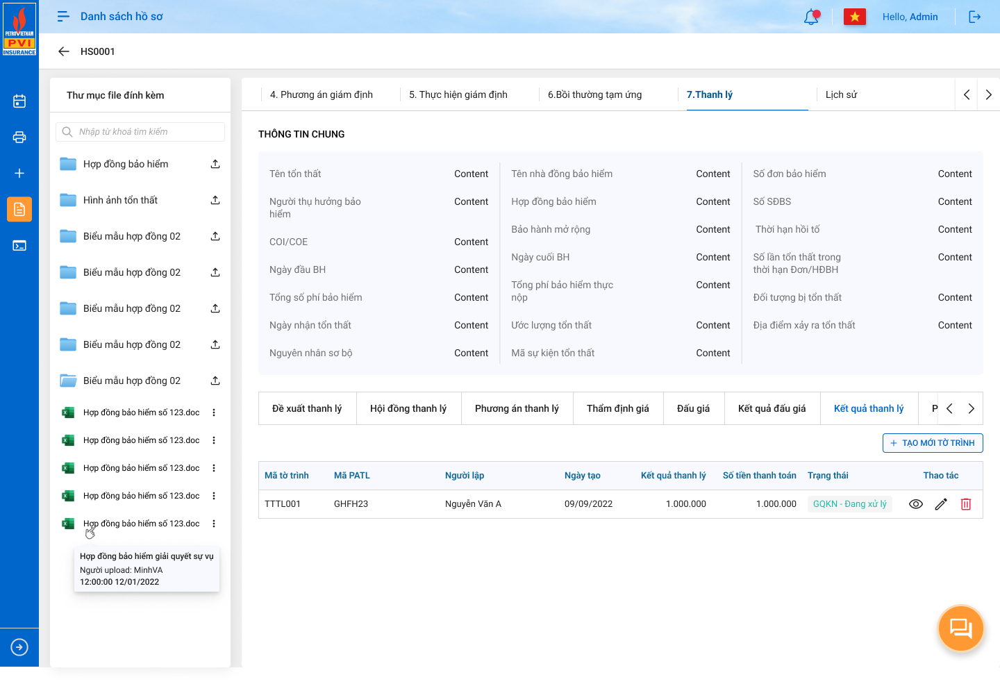 PETROVIETNAM
PVI
INSURANCE
Danh sách hồ sơ
Hello, Admin
HS0001
Thư mục file đính kèm
Nhập từ khoá tìm kiếm
Hợp đồng bảo hiểm
Hình ảnh tổn thất
Biểu mẫu hợp đồng 02
Biểu mẫu hợp đồng 02
Biểu mẫu hợp đồng 02
Biểu mẫu hợp đồng 02
Biểu mẫu hợp đồng 02
Hợp đồng bảo hiểm số 123.doc
Hợp đồng bảo hiểm số 123.doc
Hợp đồng bảo hiểm số 123.doc
Hợp đồng bảo hiểm số 123.doc
Hợp đồng bảo hiểm số 123.doc
Hợp đồng bảo hiểm giải quyết sự vụ
Người upload: MinhVA
12:00:00 12/01/2022
4. Phương án giám định
5. Thực hiện giám định
6.Bồi thường tạm ứng
7.Thanh lý
Lịch sử
THÔNG TIN CHUNG
Tên tổn thất Content
Người thụ hưởng bảo Content
hiểm
COI/COE Content
Ngày đầu BH Content
Tổng số phí bảo hiểm Content
Ngày nhận tổn thất Content
Nguyên nhân sơ bộ Content
Tên nhà đồng bảo hiểm Content
Hợp đồng bảo hiểm Content
Bảo hành mở rộng Content
Ngày cuối BH Content
Tổng phí bảo hiểm thực Content
nộp
Ước lượng tổn thất Content
Mã sự kiện tổn thất Content
Số đơn bảo hiểm Content
Số SĐBS Content
Thời hạn hồi tố Content
Số lần tổn thất trong Content
thời hạn Đơn/HĐBH
Đối tượng bị tổn thất Content
Địa điểm xảy ra tổn thất Content
Đề xuất thanh lý
Hội đồng thanh lý
Phương án thanh lý
Thẩm định giá
Đấu giá
Kết quả đấu giá
Kết quả thanh lý
P
TẠO MỚI TỜ TRÌNH
Mã tờ trình Mã PATL Người lập Ngày tạo Kết quả thanh lý Số tiền thanh toán Trạng thái Thao tác
TTTL001 GHFH23 Nguyễn Văn A 09/09/2022 1.000.000 1.000.000 GQKN - Đang xử lý